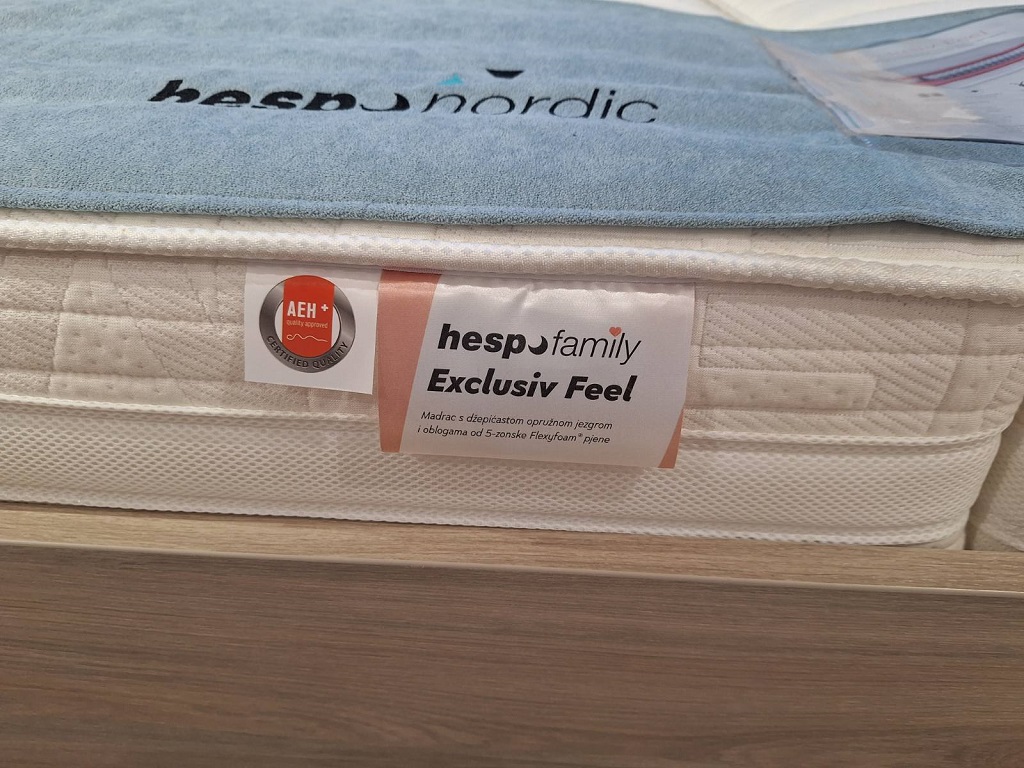 hespo nordic
AEH+
quality approved
CERTIFIED QUALITY
hespo family
Exclusiv Feel
Madrac s džepićastom opružnom jezgrom
i oblogama od 5-zonske Flexyfoam® pjene